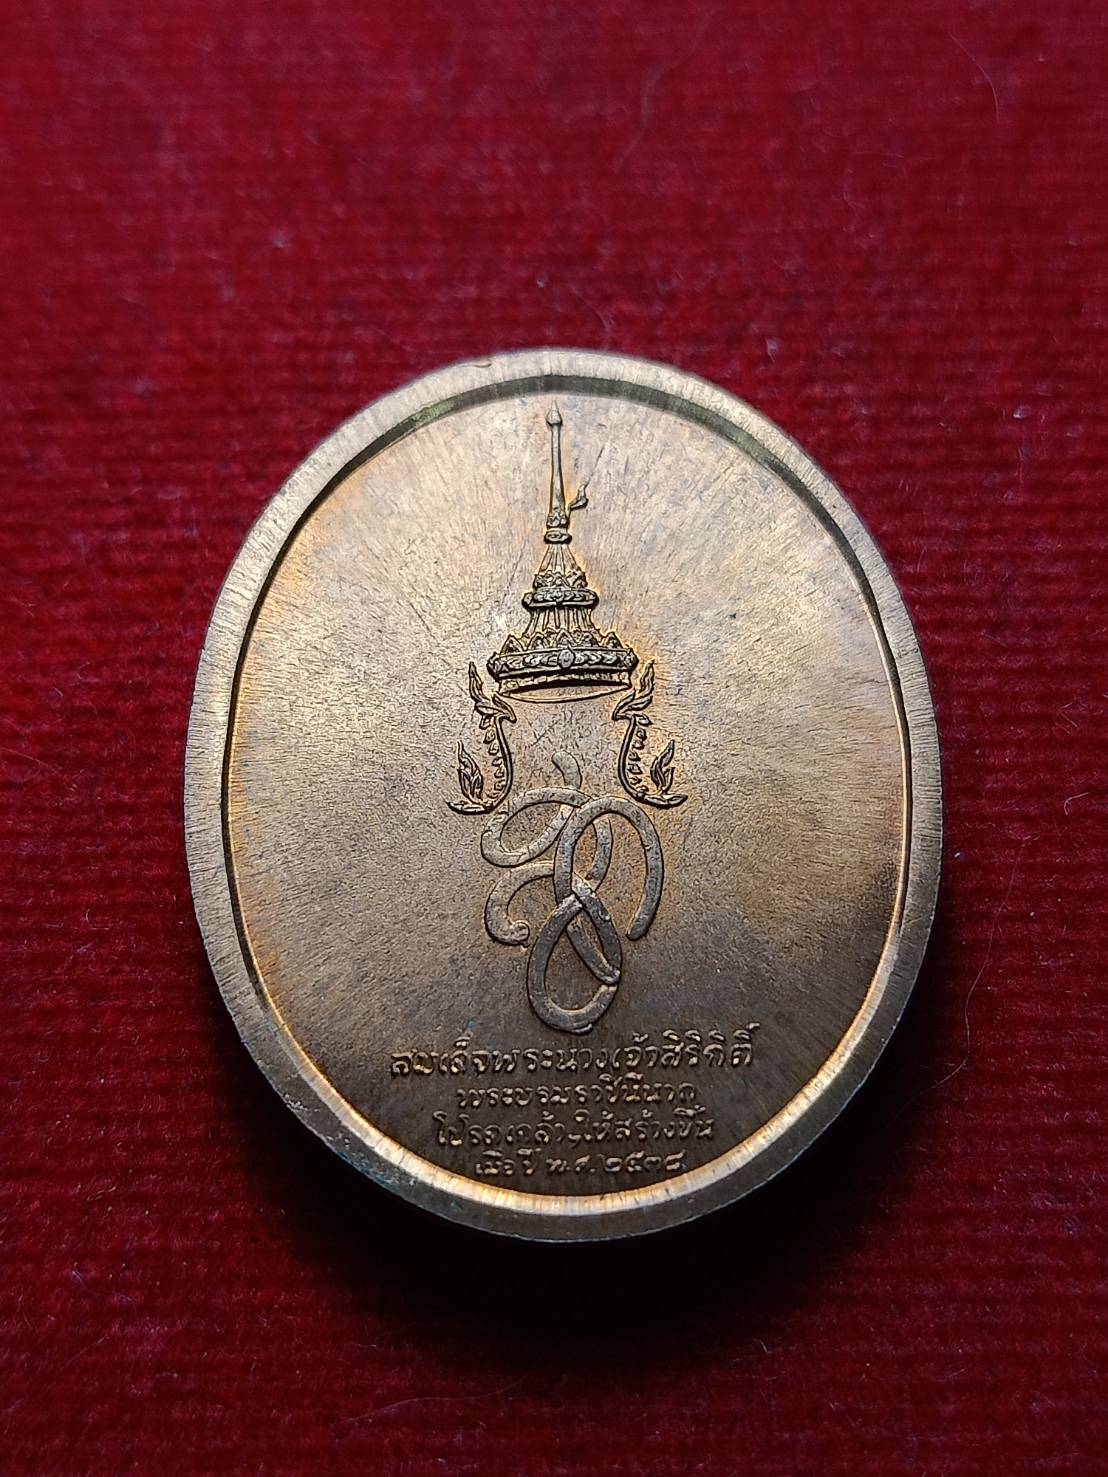 สมเด็จพระนางเจ้าสิริกิติ์
พระบรมราชินีนาถ
โปรดเกล้าฯให้สร้างขึ้น
เมื่อปี พ.ศ.๒๕๓๘